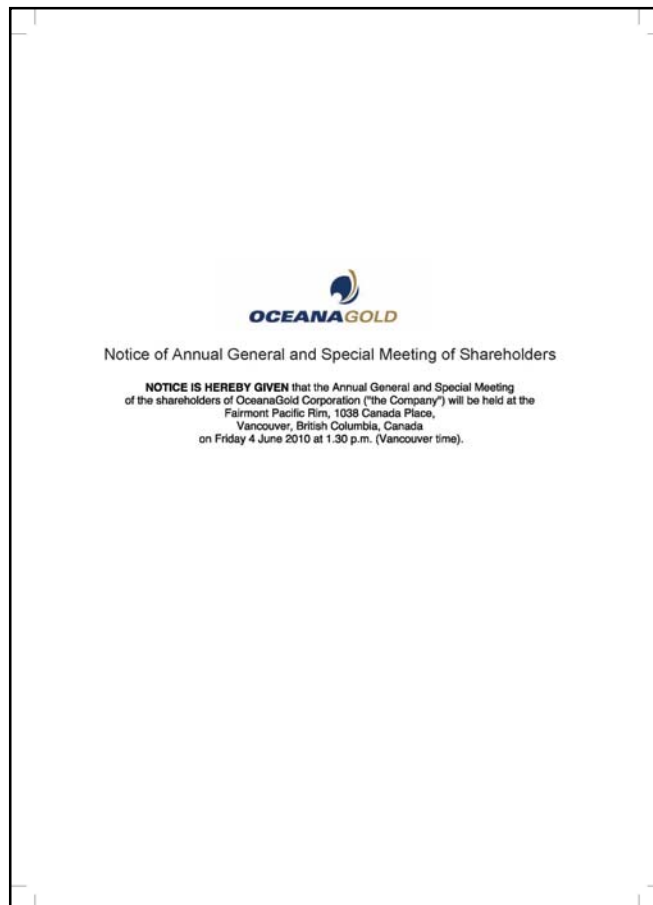 OCEANAGOLD
Notice of Annual General and Special Meeting of Shareholders
NOTICE IS HEREBY GIVEN that the Annual General and Special Meeting
of the shareholders of OceanaGold Corporation ("the Company") will be held at the
Fairmont Pacific Rim, 1038 Canada Place,
Vancouver, British Columbia, Canada
on Friday 4 June 2010 at 1.30 p.m. (Vancouver time).